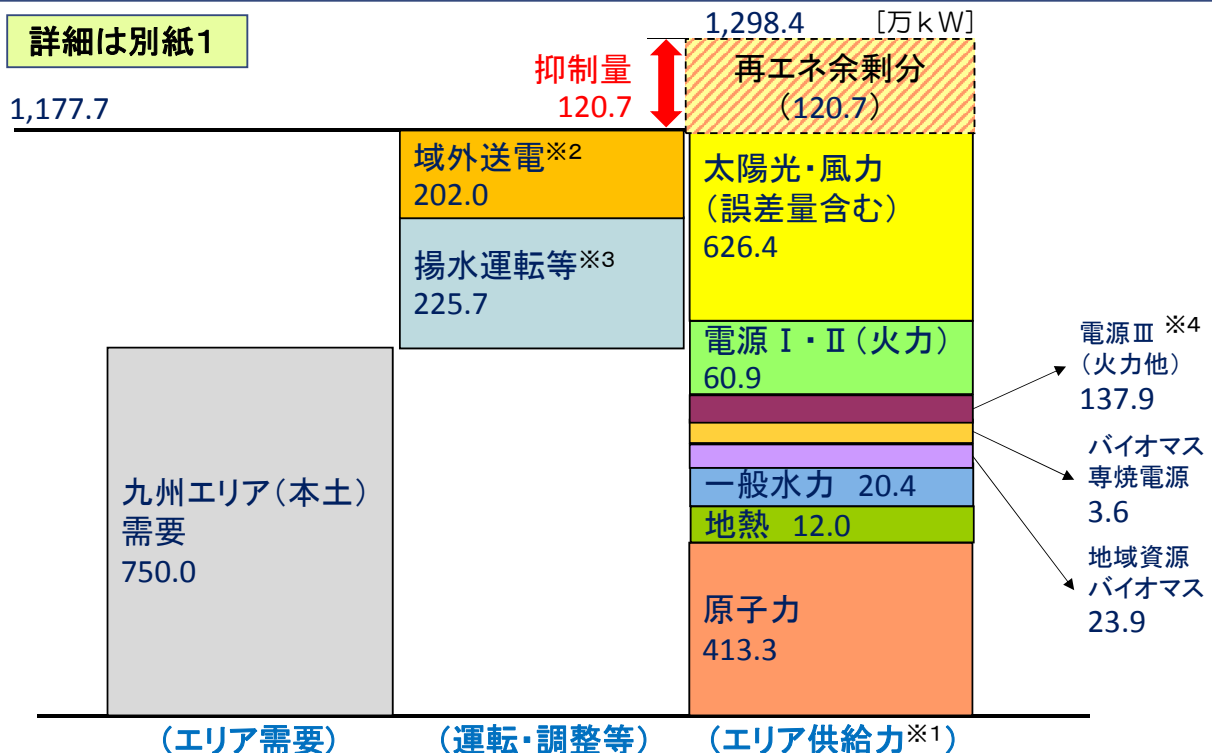 詳細は別紙1
1,298.4 [万kW]
抑制量
120.7
再エネ余剰分
(120.7)
1,177.7
域外送電※2
202.0
揚水運転等※3
225.7
太陽光・風力
(誤差量含む)
626.4
電源Ⅰ・Ⅱ(火力)
60.9
電源Ⅲ ※4
(火力他)
137.9
バイオマス
専焼電源
3.6
地域資源
バイオマス
23.9
一般水力 20.4
地熱 12.0
原子力
413.3
九州エリア(本土)
需要
750.0
(エリア需要)
(運転・調整等)
(エリア供給力※1)